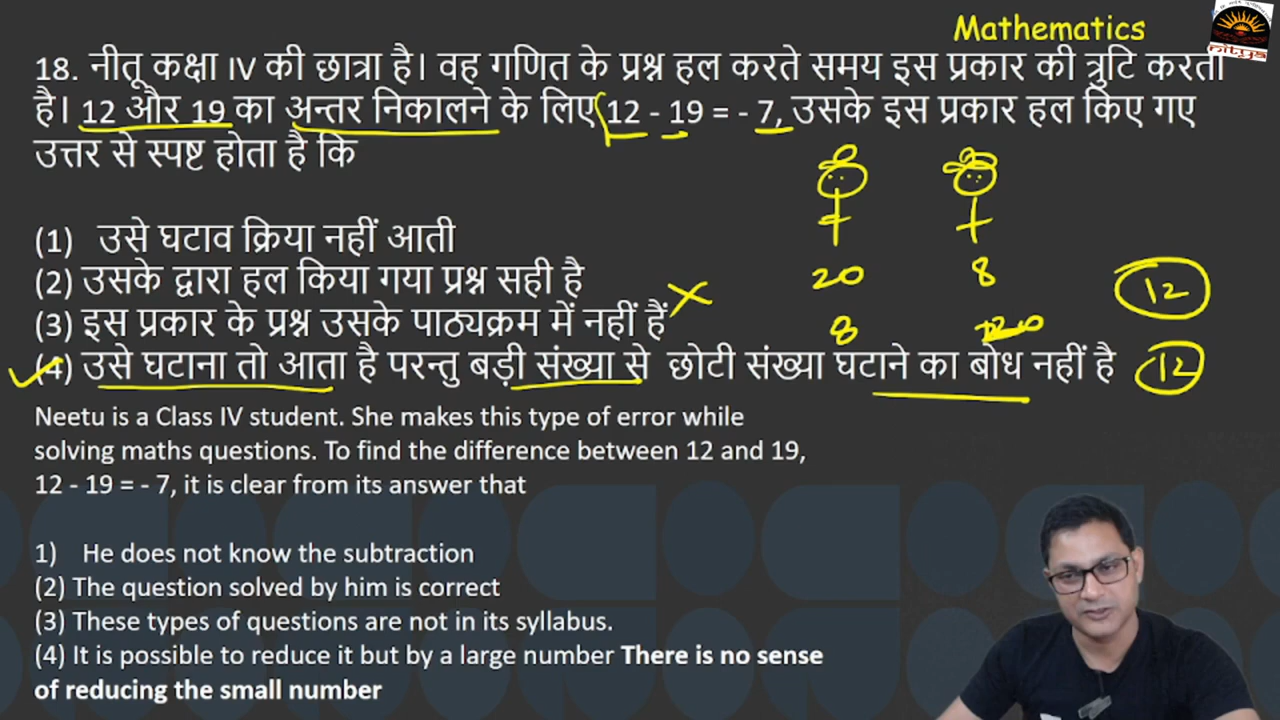 Mathematics
nitya
18. नीतू कक्षा IV की छात्रा है। वह गणित के प्रश्न हल करते समय इस प्रकार की त्रुटि करती
है। 12 और 19 का अन्तर निकालने के लिए 12 - 19 = - 7, उसके इस प्रकार हल किए गए
उत्तर से स्पष्ट होता है कि
(1) उसे घटाव क्रिया नहीं आती
(2) उसके द्वारा हल किया गया प्रश्न सही है
20 8
12
(3) इस प्रकार के प्रश्न उसके पाठ्यक्रम में नहीं हैं
8
(4) उसे घटाना तो आता है परन्तु बड़ी संख्या से छोटी संख्या घटाने का बोध नहीं है
12
Neetu is a Class IV student. She makes this type of error while
solving maths questions. To find the difference between 12 and 19,
12 - 19 = - 7, it is clear from its answer that
1) He does not know the subtraction
(2) The question solved by him is correct
(3) These types of questions are not in its syllabus.
(4) It is possible to reduce it but by a large number There is no sense
of reducing the small number